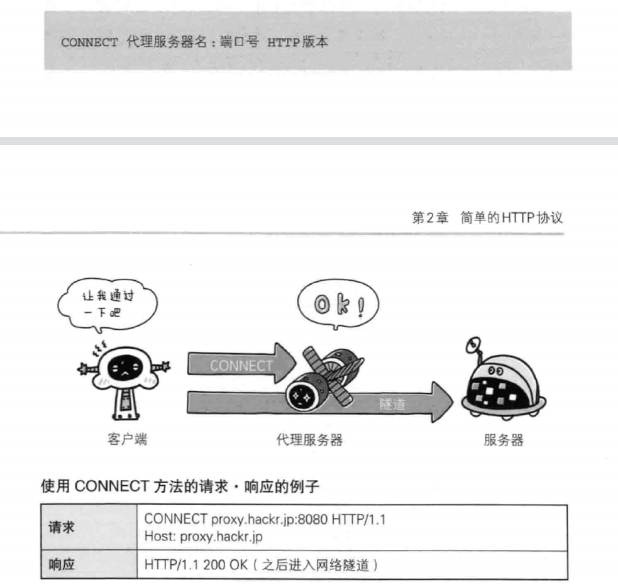 CONNECT 代理服务器名:端口号 HTTP版本
第2章 简单的HTTP协议
让我通过
一下吧
Ok!
CONNECT
隧道
客户端
代理服务器
服务器
使用 CONNECT 方法的请求·响应的例子
请求
CONNECT proxy.hackr.jp:8080 HTTP/1.1
Host: proxy.hackr.jp
响应
HTTP/1.1 200 OK(之后进入网络隧道)